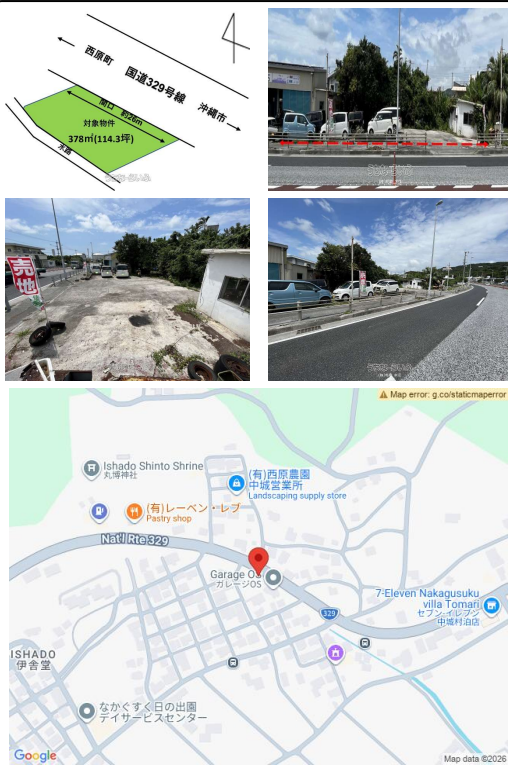 西原町
国道329号線
沖縄市
間口 約26m
対象物件
378㎡(114.3坪)
水路
売地
Map error: g.co/staticmaperror
Ishado Shinto Shrine
丸博神社
(有)西原農園
中城営業所
Landscaping supply store
(有)レーベン・レブ
Pastry shop
Nat'l Rte 329
Garage OS
ガレージOS
329
7-Eleven Nakagusuku
villa Tomari
セブン-イレブン
中城村泊店
ISHADO
伊舎堂
なかぐすく日の出園
デイサービスセンター
Google
Map data ©2026